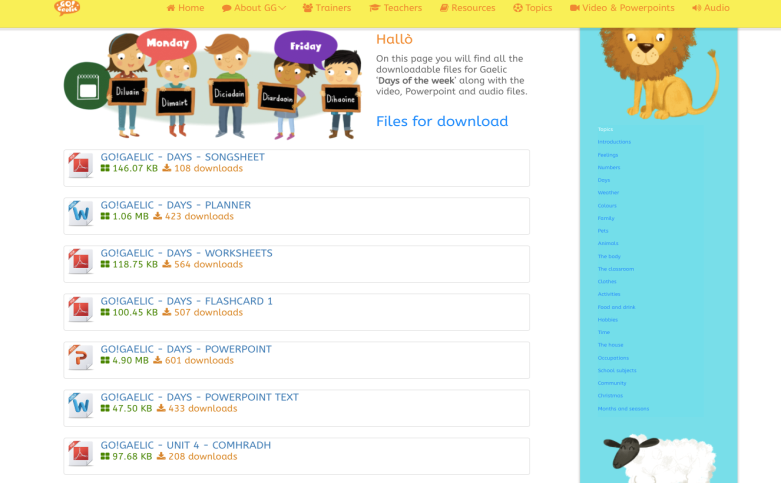 GO!
Gaelic
Home
About GG
Trainers
Teachers
Resources
Topics
Video & Powerpoints
Audio
Monday
Friday
Diluain
Dimairt
Diciadain
Diardaoin
Dihaoine
Hallò
On this page you will find all the
downloadable files for Gaelic
'Days of the week' along with the
video, Powerpoint and audio files.
Files for download
GO!GAELIC - DAYS - SONGSHEET
146.07 KB 108 downloads
GO!GAELIC - DAYS - PLANNER
1.06 MB 423 downloads
GO!GAELIC - DAYS - WORKSHEETS
118.75 KB 564 downloads
GO!GAELIC - DAYS - FLASHCARD 1
100.45 KB 507 downloads
GO!GAELIC - DAYS - POWERPOINT
4.90 MB 601 downloads
GO!GAELIC - DAYS - POWERPOINT TEXT
47.50 KB 433 downloads
GO!GAELIC - UNIT 4 - COMHRADH
97.68 KB 208 downloads
Topics
Introductions
Feelings
Numbers
Days
Weather
Colours
Family
Pets
Animals
The body
The classroom
Clothes
Activities
Food and drink
Hobbies
Time
The house
Occupations
School subjects
Community
Christmas
Months and seasons